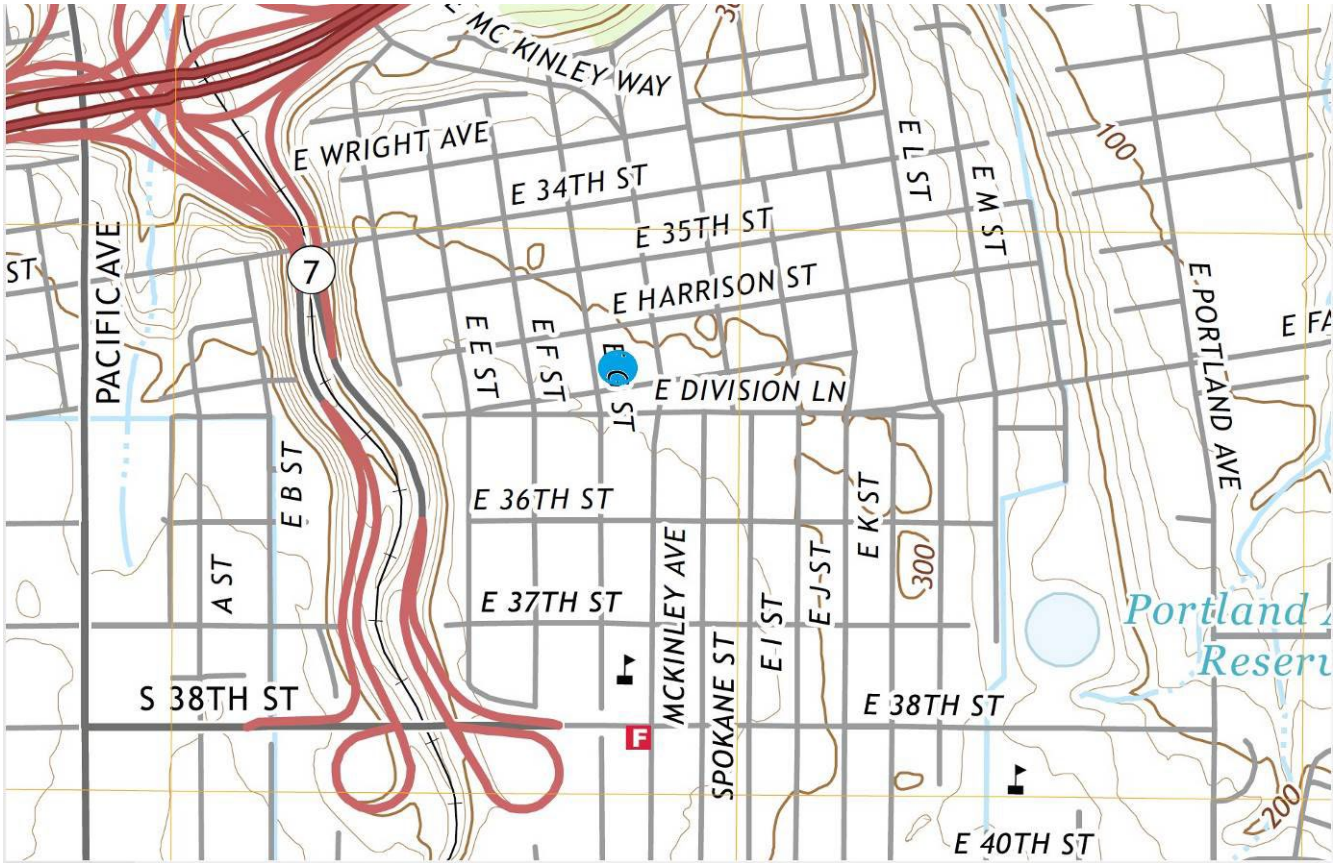 E MC KINLEY WAY
E WRIGHT AVE
E 34TH ST
E 35TH ST
E HARRISON ST
E L ST
E M ST
100
PACIFIC AVE
ST
7
E E ST
E F ST
E
ST
E DIVISION LN
E PORTLAND AVE
E FA
E B ST
E 36TH ST
A ST
E 37TH ST
MCKINLEY AVE
SPOKANE ST
E I ST
E J ST
E K ST
300
Portland
Reserv
S 38TH ST
E 38TH ST
F
200
E 40TH ST